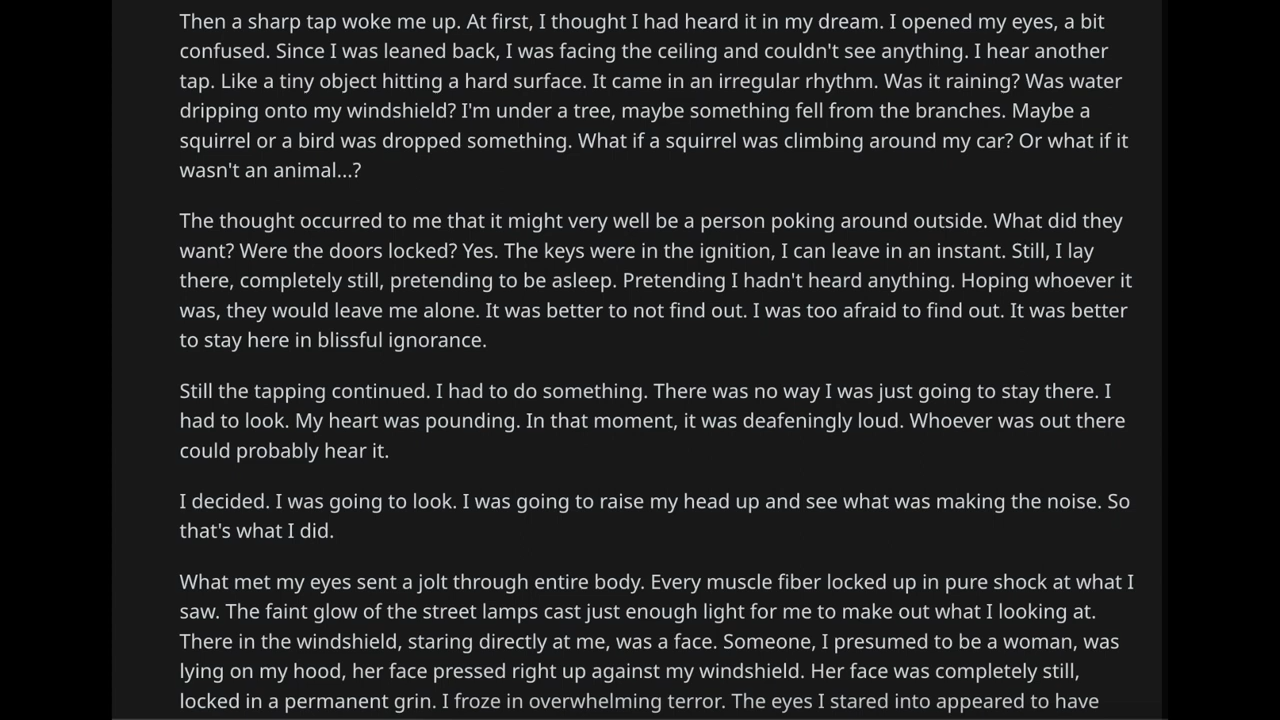 Then a sharp tap woke me up. At first, I thought I had heard it in my dream. I opened my eyes, a bit
confused. Since I was leaned back, I was facing the ceiling and couldn't see anything. I hear another
tap. Like a tiny object hitting a hard surface. It came in an irregular rhythm. Was it raining? Was water
dripping onto my windshield? I'm under a tree, maybe something fell from the branches. Maybe a
squirrel or a bird was dropped something. What if a squirrel was climbing around my car? Or what if it
wasn't an animal...?
The thought occurred to me that it might very well be a person poking around outside. What did they
want? Were the doors locked? Yes. The keys were in the ignition, I can leave in an instant. Still, I lay
there, completely still, pretending to be asleep. Pretending I hadn't heard anything. Hoping whoever it
was, they would leave me alone. It was better to not find out. I was too afraid to find out. It was better
to stay here in blissful ignorance.
Still the tapping continued. I had to do something. There was no way I was just going to stay there. I
had to look. My heart was pounding. In that moment, it was deafeningly loud. Whoever was out there
could probably hear it.
I decided. I was going to look. I was going to raise my head up and see what was making the noise. So
that's what I did.
What met my eyes sent a jolt through entire body. Every muscle fiber locked up in pure shock at what I
saw. The faint glow of the street lamps cast just enough light for me to make out what I looking at.
There in the windshield, staring directly at me, was a face. Someone, I presumed to be a woman, was
lying on my hood, her face pressed right up against my windshield. Her face was completely still,
locked in a permanent grin. I froze in overwhelming terror. The eyes I stared into appeared to have